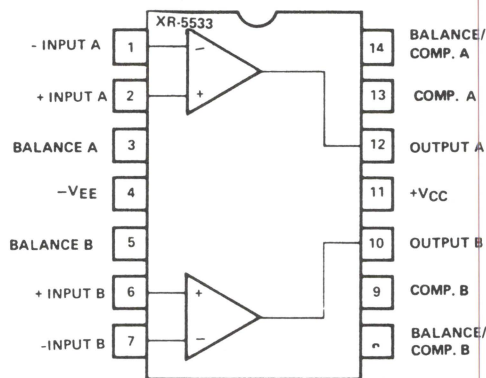 XR-5533
- INPUT A 1
+ INPUT A 2
BALANCE A 3
-VEE 4
BALANCE B 5
+ INPUT B 6
-INPUT B 7
−
+
+
−
14 BALANCE/
COMP. A
13 COMP. A
12 OUTPUT A
11 +VCC
10 OUTPUT B
9 COMP. B
BALANCE/
COMP. B